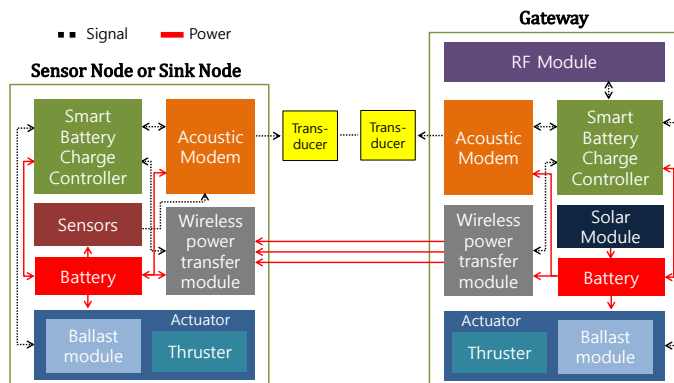 Gateway
Signal
Power
Sensor Node or Sink Node
RF Module
Smart
Battery
Charge
Controller
Acoustic
Modem
Trans-
ducer
Trans-
ducer
Acoustic
Modem
Smart
Battery
Charge
Controller
Sensors
Wireless
power
transfer
module
Wireless
power
transfer
module
Solar
Module
Battery
Battery
Actuator
Ballast
module
Thruster
Actuator
Thruster
Ballast
module